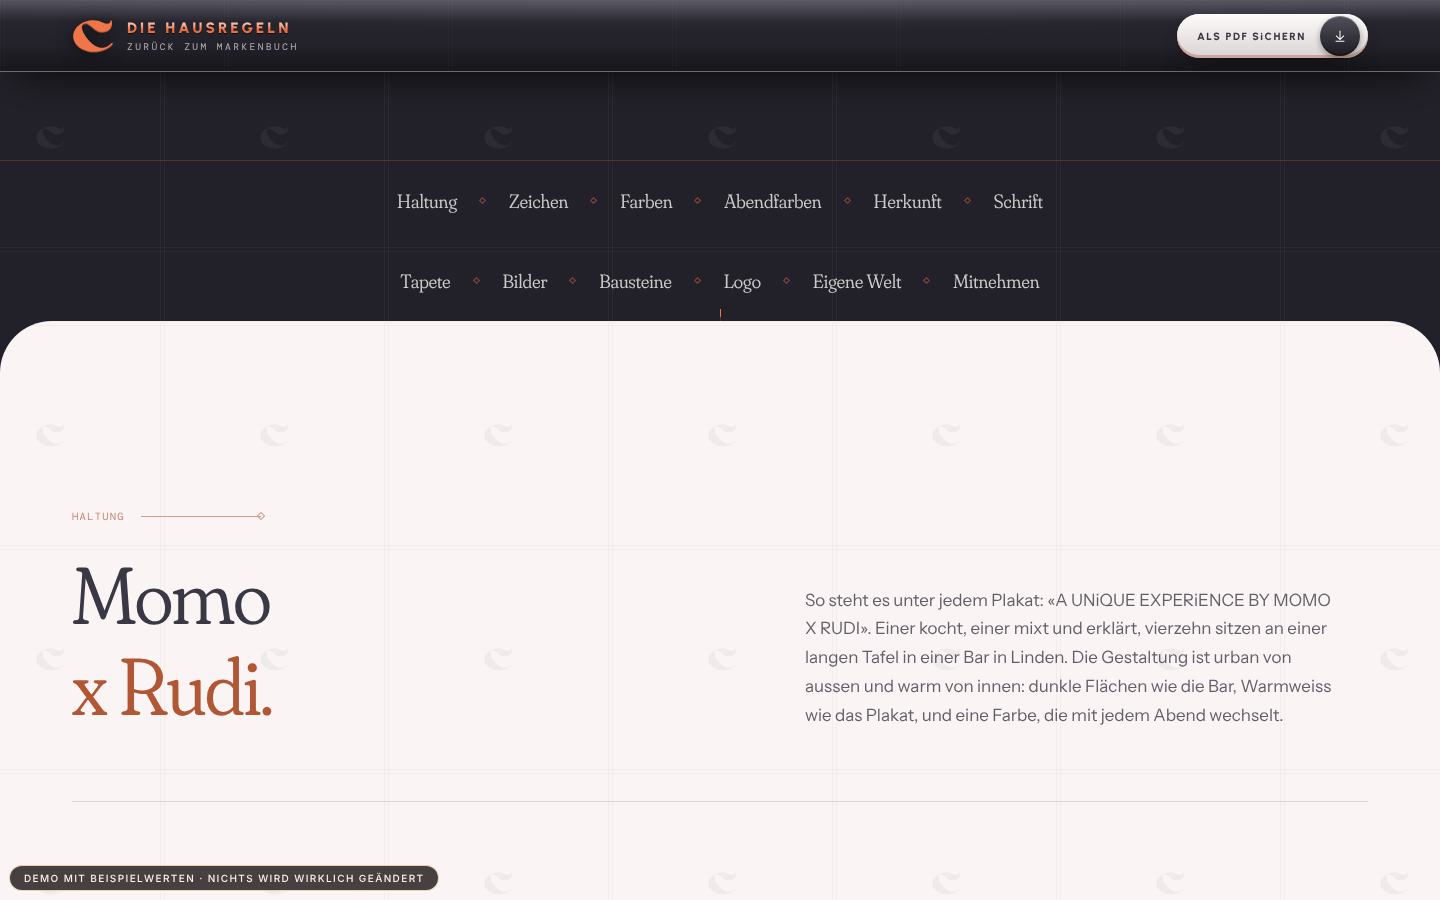 DIE HAUSREGELN
ZURÜCK ZUM MARKENBUCH
ALS PDF SiCHERN
Haltung Zeichen Farben Abendfarben Herkunft Schrift
Tapete Bilder Bausteine Logo Eigene Welt Mitnehmen
HALTUNG
Momo
x Rudi.
So steht es unter jedem Plakat: «A UNiQUE EXPERiENCE BY MOMO
X RUDI». Einer kocht, einer mixt und erklärt, vierzehn sitzen an einer
langen Tafel in einer Bar in Linden. Die Gestaltung ist urban von
aussen und warm von innen: dunkle Flächen wie die Bar, Warmweiss
wie das Plakat, und eine Farbe, die mit jedem Abend wechselt.
DEMO MIT BEISPIELWERTEN · NICHTS WIRD WIRKLICH GEÄNDERT